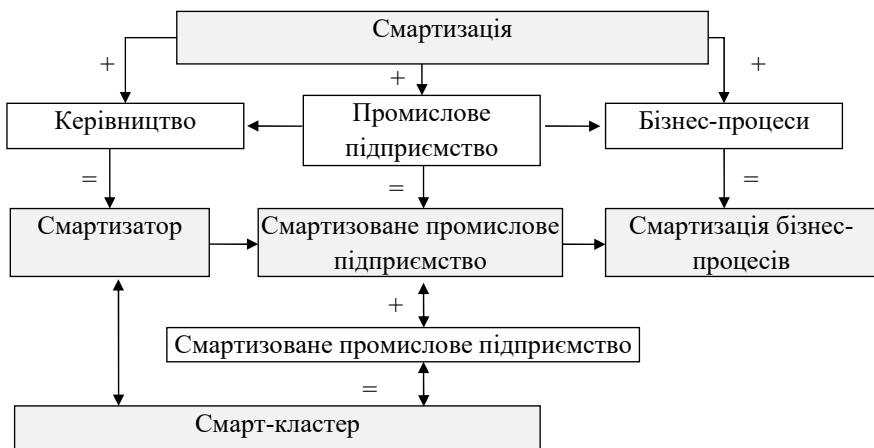 Смартизація
+
+
+
Керівництво
Промислове
підприємство
Бізнес-процеси
=
=
=
Смартизатор
Смартизоване промислове
підприємство
Смартизація бізнес-
процесів
+
Смартизоване промислове підприємство
=
Смарт-кластер